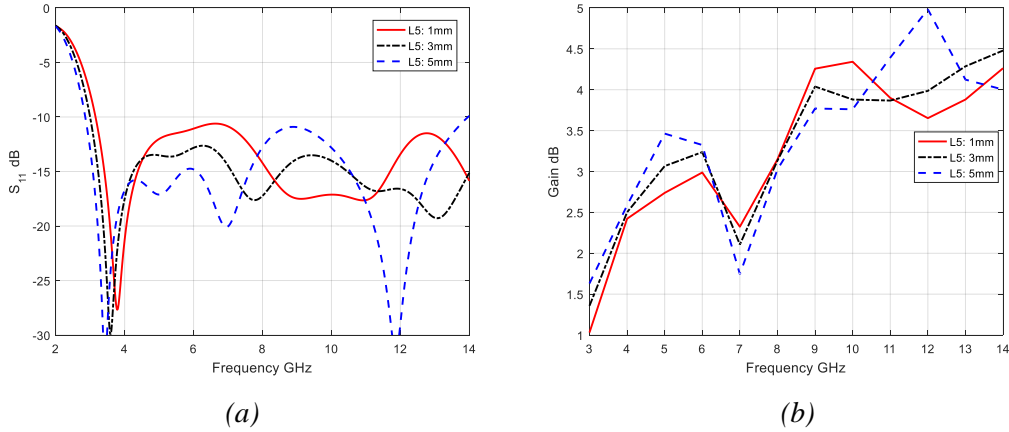 0
-5
-10
-15
-20
-25
-30
2 4 6 8 10 12 14
S11 dB
Frequency GHz
L5: 1mm
L5: 3mm
L5: 5mm
(a)
5
4.5
4
3.5
3
2.5
2
1.5
1
3 4 5 6 7 8 9 10 11 12 13 14
Gain dB
Frequency GHz
L5: 1mm
L5: 3mm
L5: 5mm
(b)